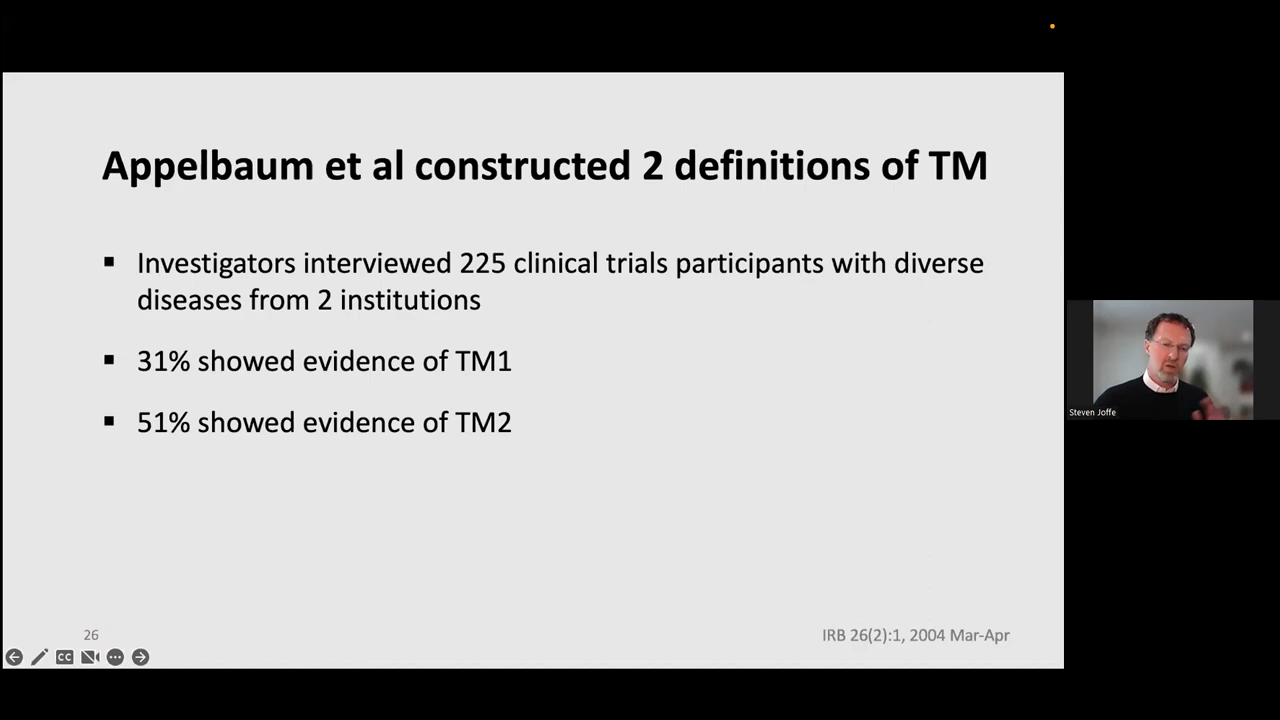 Appelbaum et al constructed 2 definitions of TM
▪ Investigators interviewed 225 clinical trials participants with diverse
diseases from 2 institutions
▪ 31% showed evidence of TM1
▪ 51% showed evidence of TM2
Steven Joffe
26
IRB 26(2):1, 2004 Mar-Apr
CC